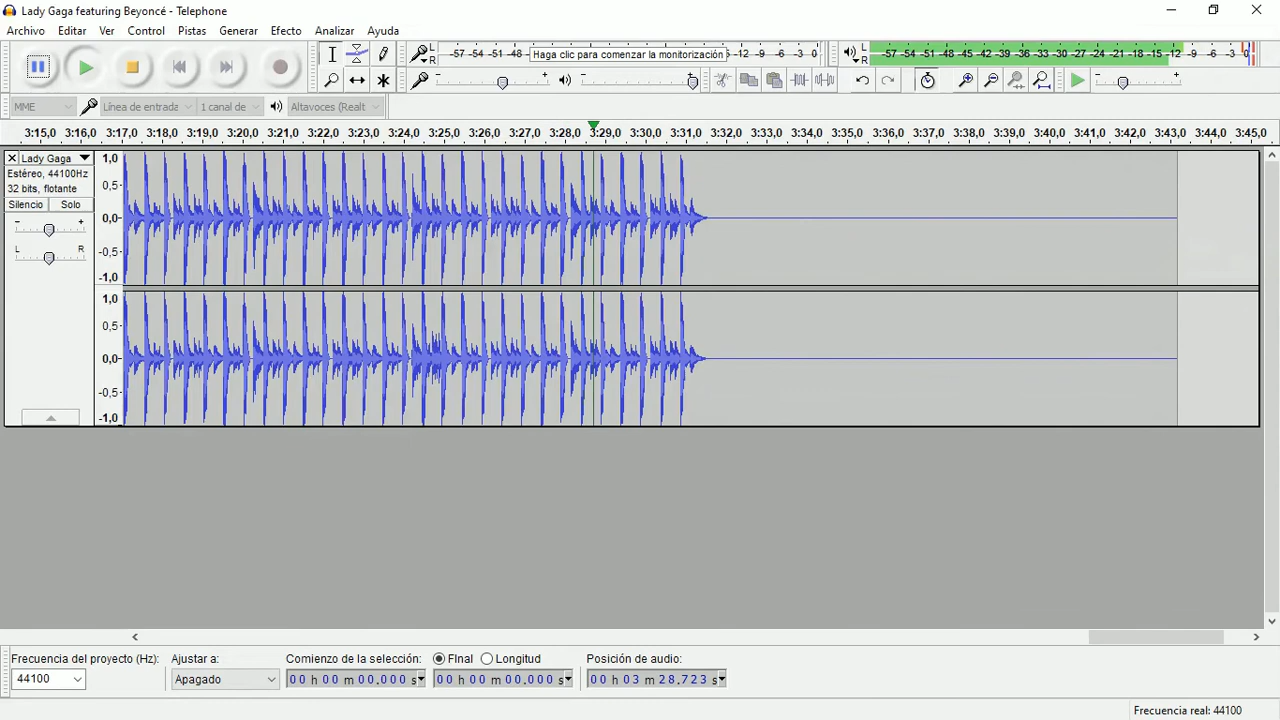 Lady Gaga featuring Beyoncé - Telephone
Archivo Editar Ver Control Pistas Generar Efecto Analizar Ayuda
L R -57 -54 -51 -48 Haga clic para comenzar la monitorización -12 -9 -6 -3 0
L R -57 -54 -51 -48 -45 -42 -39 -36 -33 -30 -27 -24 -21 -18 -15 -12 -9 -6 -3 0
- + - + - +
MME Línea de entrada 1 canal de Altavoces (Realt
3:15,0 3:16,0 3:17,0 3:18,0 3:19,0 3:20,0 3:21,0 3:22,0 3:23,0 3:24,0 3:25,0 3:26,0 3:27,0 3:28,0 3:29,0 3:30,0 3:31,0 3:32,0 3:33,0 3:34,0 3:35,0 3:36,0 3:37,0 3:38,0 3:39,0 3:40,0 3:41,0 3:42,0 3:43,0 3:44,0 3:45,0
Lady Gaga
Estéreo, 44100Hz
32 bits, flotante
Silencio Solo
- +
L R
1,0
0,5
0,0
-0,5
-1,0
1,0
0,5
0,0
-0,5
-1,0
Frecuencia del proyecto (Hz): Ajustar a: Comienzo de la selección: FInal Longitud Posición de audio:
44100 Apagado 00 h 00 m 00.000 s 00 h 00 m 00.000 s 00 h 03 m 28.723 s
Frecuencia real: 44100